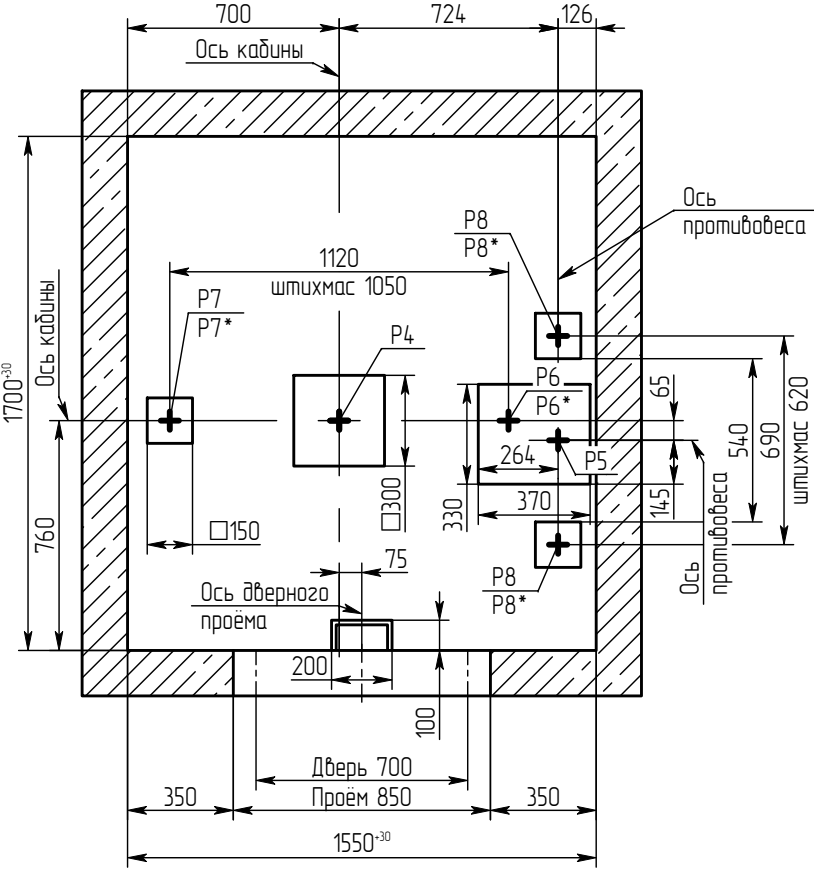 700
724
126
Ось кабины
Ось
противовеса
P8
P8*
1120
штихмас 1050
P7
P7*
P4
Ось кабины
1700⁺³⁰
P6
P6*
65
264
P5
540
690
штихмас 620
□300
330
370
145
□150
760
75
Ось дверного
проёма
P8
P8*
Ось
противовеса
200
100
Дверь 700
350
Проём 850
350
1550⁺³⁰